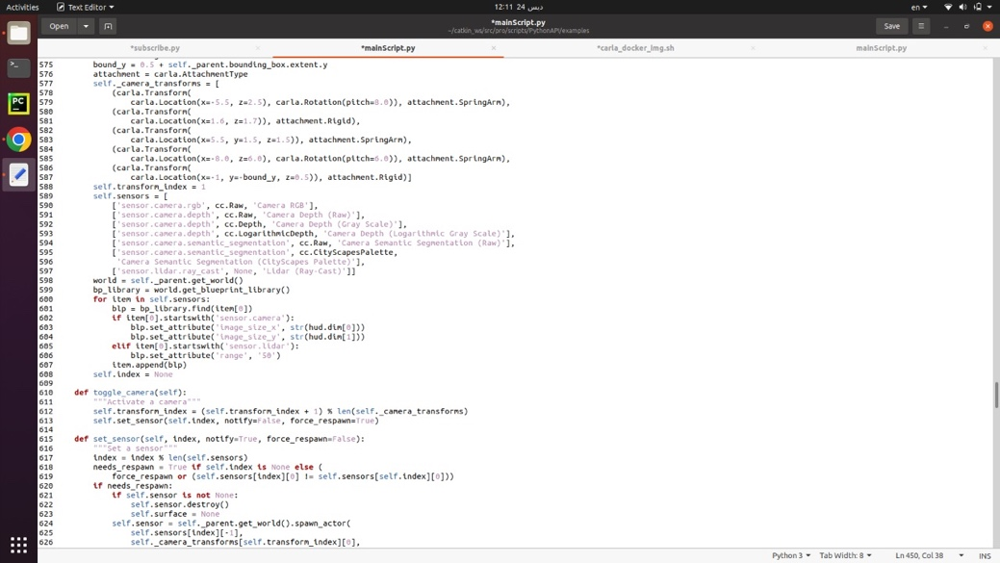 Activities
Text Editor
12:11 24 ديس
en
Open
*mainScript.py
~/catkin_ws/src/pro/scripts/PythonAPI/examples
Save
*subscribe.py
*mainScript.py
*carla_docker_img.sh
mainScript.py
575         bound_y = 0.5 + self._parent.bounding_box.extent.y
576         attachment = carla.AttachmentType
577         self._camera_transforms = [
578             (carla.Transform(
579                 carla.Location(x=-5.5, z=2.5), carla.Rotation(pitch=8.0)), attachment.SpringArm),
580             (carla.Transform(
581                 carla.Location(x=1.6, z=1.7)), attachment.Rigid),
582             (carla.Transform(
583                 carla.Location(x=5.5, y=1.5, z=1.5)), attachment.SpringArm),
584             (carla.Transform(
585                 carla.Location(x=-8.0, z=6.0), carla.Rotation(pitch=6.0)), attachment.SpringArm),
586             (carla.Transform(
587                 carla.Location(x=-1, y=-bound_y, z=0.5)), attachment.Rigid)]
588         self.transform_index = 1
589         self.sensors = [
590             ['sensor.camera.rgb', cc.Raw, 'Camera RGB'],
591             ['sensor.camera.depth', cc.Raw, 'Camera Depth (Raw)'],
592             ['sensor.camera.depth', cc.Depth, 'Camera Depth (Gray Scale)'],
593             ['sensor.camera.depth', cc.LogarithmicDepth, 'Camera Depth (Logarithmic Gray Scale)'],
594             ['sensor.camera.semantic_segmentation', cc.Raw, 'Camera Semantic Segmentation (Raw)'],
595             ['sensor.camera.semantic_segmentation', cc.CityScapesPalette,
596              'Camera Semantic Segmentation (CityScapes Palette)'],
597             ['sensor.lidar.ray_cast', None, 'Lidar (Ray-Cast)']]
598         world = self._parent.get_world()
599         bp_library = world.get_blueprint_library()
600         for item in self.sensors:
601             blp = bp_library.find(item[0])
602             if item[0].startswith('sensor.camera'):
603                 blp.set_attribute('image_size_x', str(hud.dim[0]))
604                 blp.set_attribute('image_size_y', str(hud.dim[1]))
605             elif item[0].startswith('sensor.lidar'):
606                 blp.set_attribute('range', '50')
607             item.append(blp)
608         self.index = None
609
610     def toggle_camera(self):
611         """Activate a camera"""
612         self.transform_index = (self.transform_index + 1) % len(self._camera_transforms)
613         self.set_sensor(self.index, notify=False, force_respawn=True)
614
615     def set_sensor(self, index, notify=True, force_respawn=False):
616         """Set a sensor"""
617         index = index % len(self.sensors)
618         needs_respawn = True if self.index is None else (
619             force_respawn or (self.sensors[index][0] != self.sensors[self.index][0]))
620         if needs_respawn:
621             if self.sensor is not None:
622                 self.sensor.destroy()
623                 self.surface = None
624             self.sensor = self._parent.get_world().spawn_actor(
625                 self.sensors[index][-1],
626                 self._camera_transforms[self.transform_index][0],
Python 3
Tab Width: 8
Ln 450, Col 38
INS